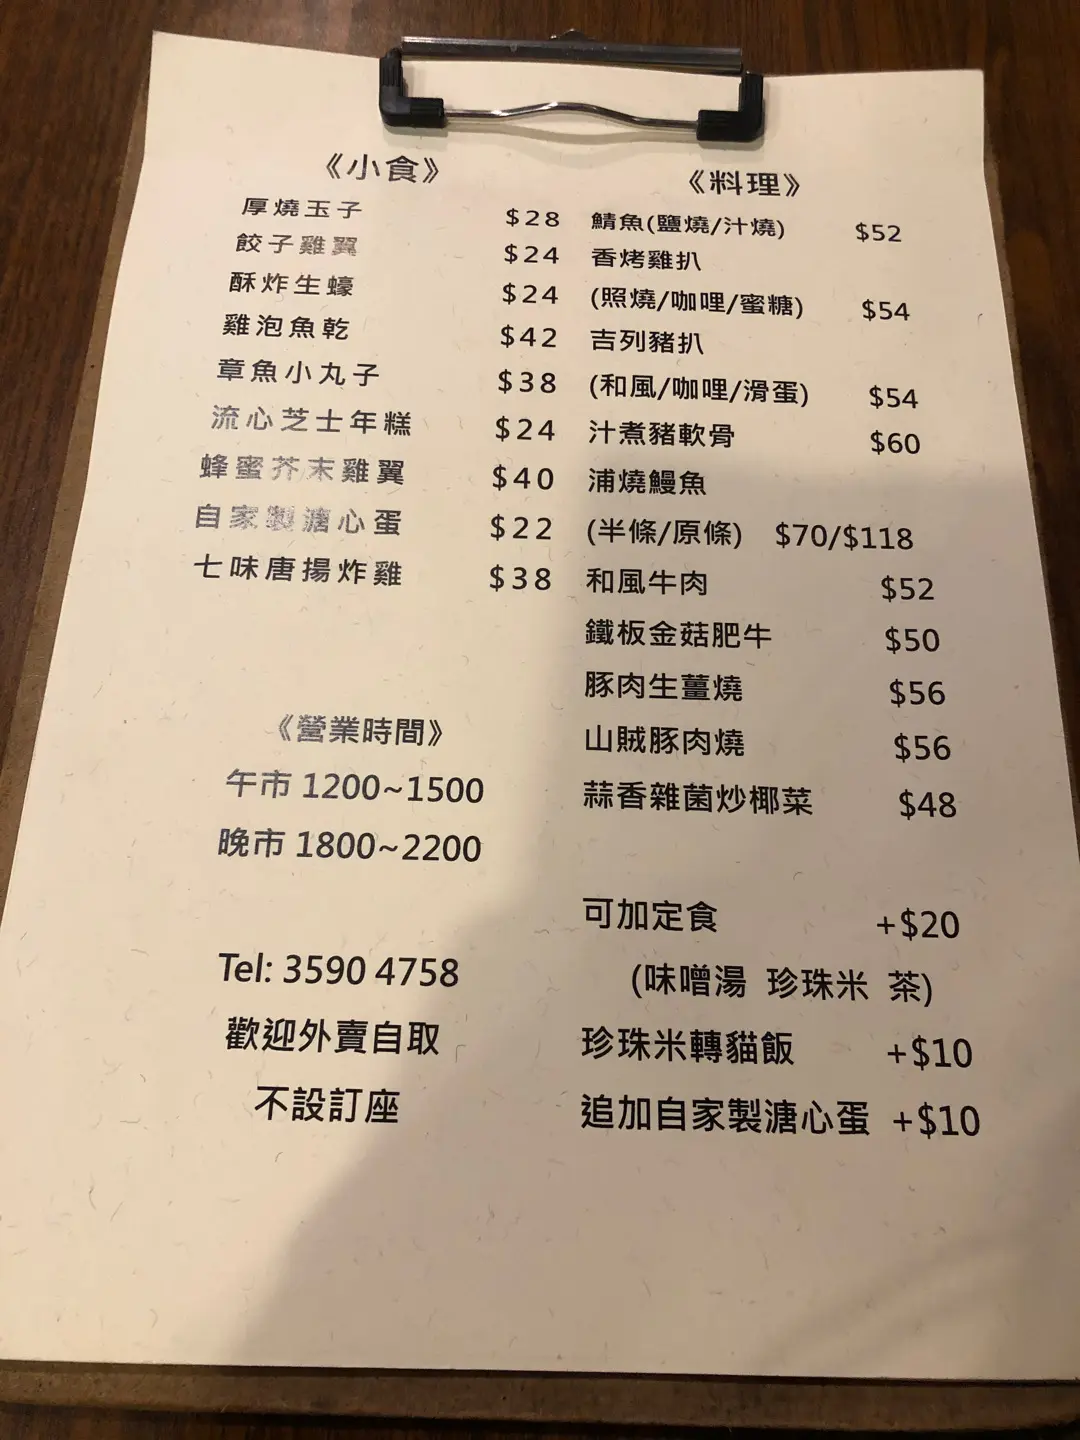 《小食》
厚燒玉子 $28
餃子雞翼 $24
酥炸生蠔 $24
雞泡魚乾 $42
章魚小丸子 $38
流心芝士年糕 $24
蜂蜜芥末雞翼 $40
自家製溏心蛋 $22
七味唐揚炸雞 $38
《營業時間》
午市 1200~1500
晚市 1800~2200
Tel: 3590 4758
歡迎外賣自取
不設訂座
《料理》
鯖魚(鹽燒/汁燒) $52
香烤雞扒
(照燒/咖哩/蜜糖) $54
吉列豬扒
(和風/咖哩/滑蛋) $54
汁煮豬軟骨 $60
浦燒鰻魚
(半條/原條) $70/$118
和風牛肉 $52
鐵板金菇肥牛 $50
豚肉生薑燒 $56
山賊豚肉燒 $56
蒜香雜菌炒椰菜 $48
可加定食 +$20
(味噌湯 珍珠米 茶)
珍珠米轉貓飯 +$10
追加自家製溏心蛋 +$10